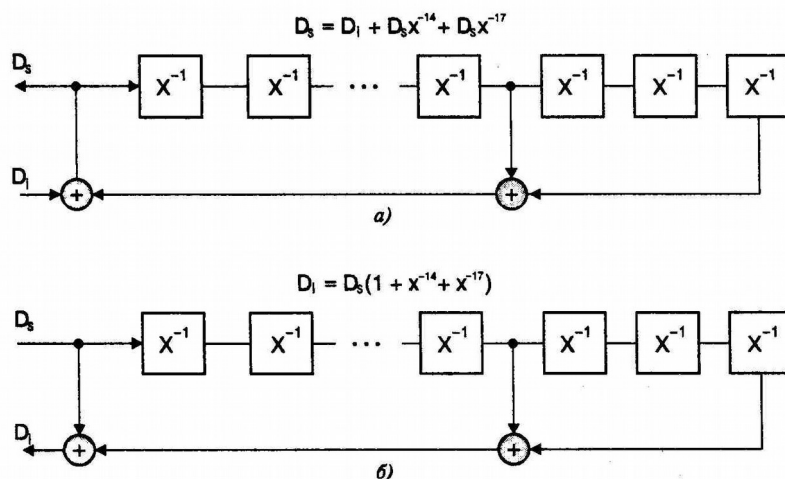 Dₛ = Dᵢ + Dₛx⁻¹⁴ + Dₛx⁻¹⁷
Dₛ
X⁻¹ X⁻¹ ··· X⁻¹ X⁻¹ X⁻¹ X⁻¹
Dᵢ + +
а)
Dᵢ = Dₛ(1 + x⁻¹⁴ + x⁻¹⁷)
Dₛ
X⁻¹ X⁻¹ ··· X⁻¹ X⁻¹ X⁻¹ X⁻¹
Dᵢ + +
б)